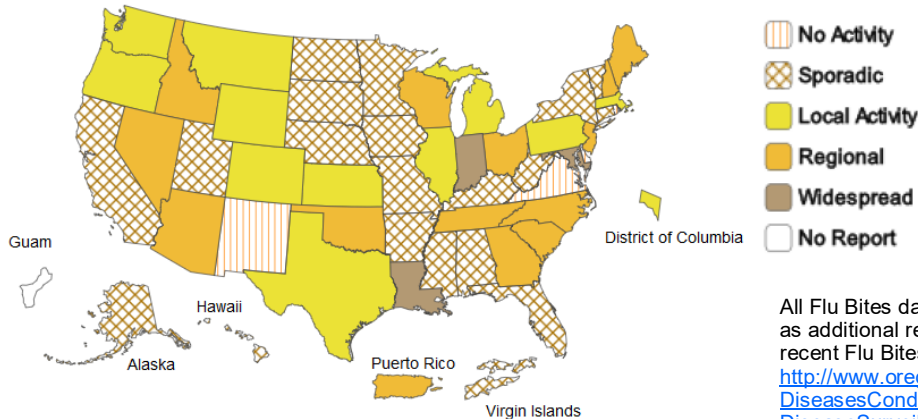 No Activity
Sporadic
Local Activity
Regional
Widespread
No Report
District of Columbia
Guam
Hawaii
Alaska
Puerto Rico
Virgin Islands
All Flu Bites da
as additional re
recent Flu Bites
http://www.ore
DiseasesCond